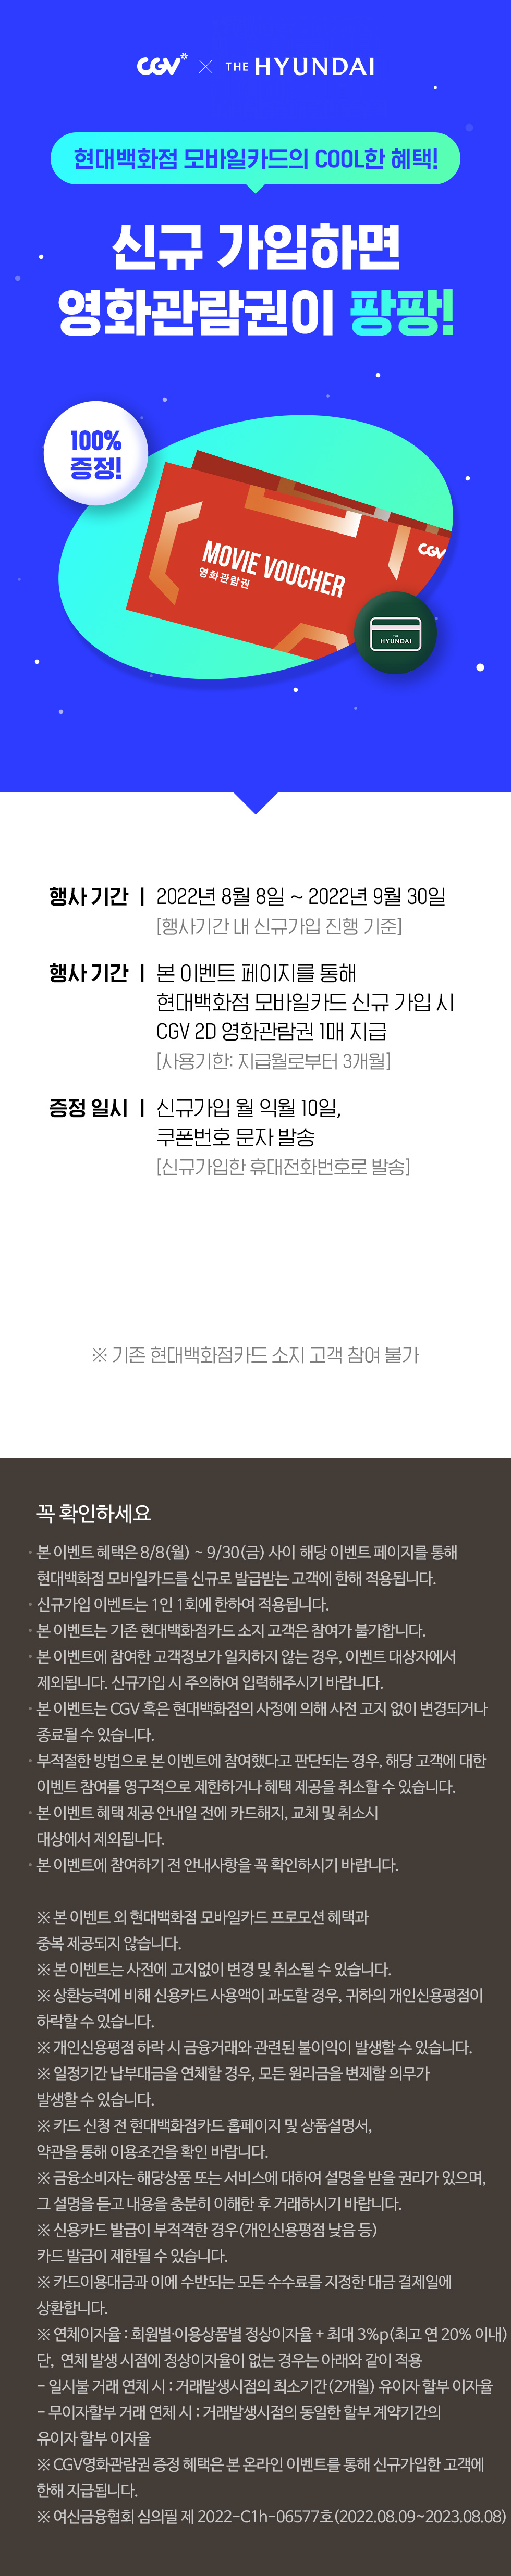 CGV × THE HYUNDAI
현대백화점 모바일카드의 COOL한 혜택!
신규 가입하면
영화관람권이 팡팡!
100%
증정!
CGV
MOVIE VOUCHER
영화관람권
THE
HYUNDAI
행사 기간 | 2022년 8월 8일 ~ 2022년 9월 30일
[행사기간 내 신규가입 진행 기준]
행사 기간 | 본 이벤트 페이지를 통해
현대백화점 모바일카드 신규 가입 시
CGV 2D 영화관람권 1매 지급
[사용기한: 지급월로부터 3개월]
증정 일시 | 신규가입 월 익월 10일,
쿠폰번호 문자 발송
[신규가입한 휴대전화번호로 발송]
※ 기존 현대백화점카드 소지 고객 참여 불가
꼭 확인하세요
• 본 이벤트 혜택은 8/8(월) ~ 9/30(금) 사이 해당 이벤트 페이지를 통해
현대백화점 모바일카드를 신규로 발급받는 고객에 한해 적용됩니다.
• 신규가입 이벤트는 1인 1회에 한하여 적용됩니다.
• 본 이벤트는 기존 현대백화점카드 소지 고객은 참여가 불가합니다.
• 본 이벤트에 참여한 고객정보가 일치하지 않는 경우, 이벤트 대상자에서
제외됩니다. 신규가입 시 주의하여 입력해주시기 바랍니다.
• 본 이벤트는 CGV 혹은 현대백화점의 사정에 의해 사전 고지 없이 변경되거나
종료될 수 있습니다.
• 부적절한 방법으로 본 이벤트에 참여했다고 판단되는 경우, 해당 고객에 대한
이벤트 참여를 영구적으로 제한하거나 혜택 제공을 취소할 수 있습니다.
• 본 이벤트 혜택 제공 안내일 전에 카드해지, 교체 및 취소시
대상에서 제외됩니다.
• 본 이벤트에 참여하기 전 안내사항을 꼭 확인하시기 바랍니다.
※ 본 이벤트 외 현대백화점 모바일카드 프로모션 혜택과
중복 제공되지 않습니다.
※ 본 이벤트는 사전에 고지없이 변경 및 취소될 수 있습니다.
※ 상환능력에 비해 신용카드 사용액이 과도할 경우, 귀하의 개인신용평점이
하락할 수 있습니다.
※ 개인신용평점 하락 시 금융거래와 관련된 불이익이 발생할 수 있습니다.
※ 일정기간 납부대금을 연체할 경우, 모든 원리금을 변제할 의무가
발생할 수 있습니다.
※ 카드 신청 전 현대백화점카드 홈페이지 및 상품설명서,
약관을 통해 이용조건을 확인 바랍니다.
※ 금융소비자는 해당상품 또는 서비스에 대하여 설명을 받을 권리가 있으며,
그 설명을 듣고 내용을 충분히 이해한 후 거래하시기 바랍니다.
※ 신용카드 발급이 부적격한 경우(개인신용평점 낮음 등)
카드 발급이 제한될 수 있습니다.
※ 카드이용대금과 이에 수반되는 모든 수수료를 지정한 대금 결제일에
상환합니다.
※ 연체이자율 : 회원별·이용상품별 정상이자율 + 최대 3%p(최고 연 20% 이내)
단, 연체 발생 시점에 정상이자율이 없는 경우는 아래와 같이 적용
- 일시불 거래 연체 시 : 거래발생시점의 최소기간(2개월) 유이자 할부 이자율
- 무이자할부 거래 연체 시 : 거래발생시점의 동일한 할부 계약기간의
유이자 할부 이자율
※ CGV영화관람권 증정 혜택은 본 온라인 이벤트를 통해 신규가입한 고객에
한해 지급됩니다.
※ 여신금융협회 심의필 제 2022-C1h-06577호(2022.08.09~2023.08.08)